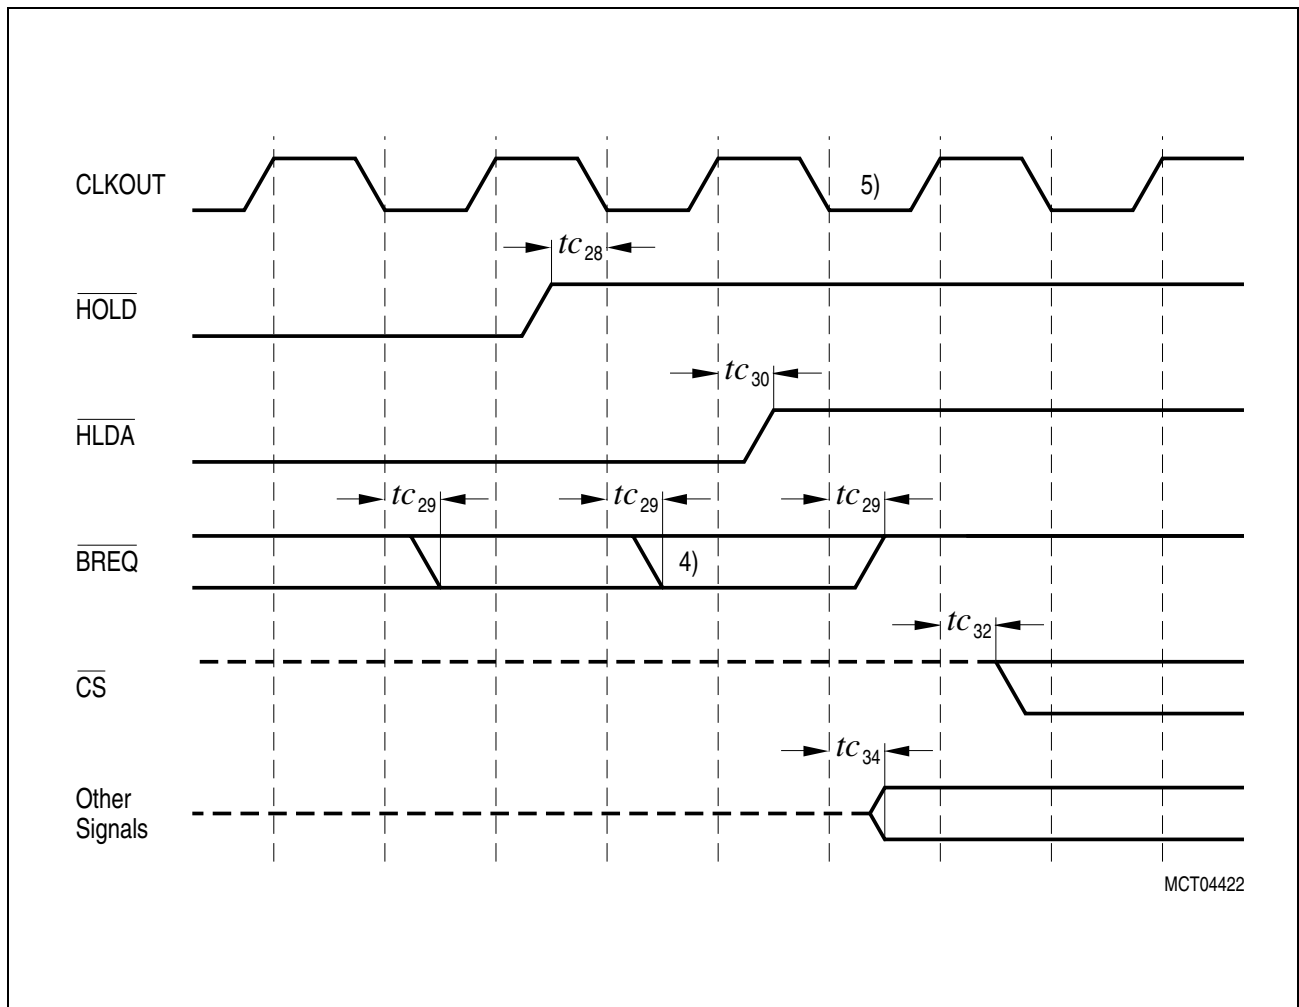 CLKOUT
5)
tc28
HOLD
tc30
HLDA
tc29 tc29 tc29
BREQ
4)
tc32
CS
tc34
Other
Signals
MCT04422